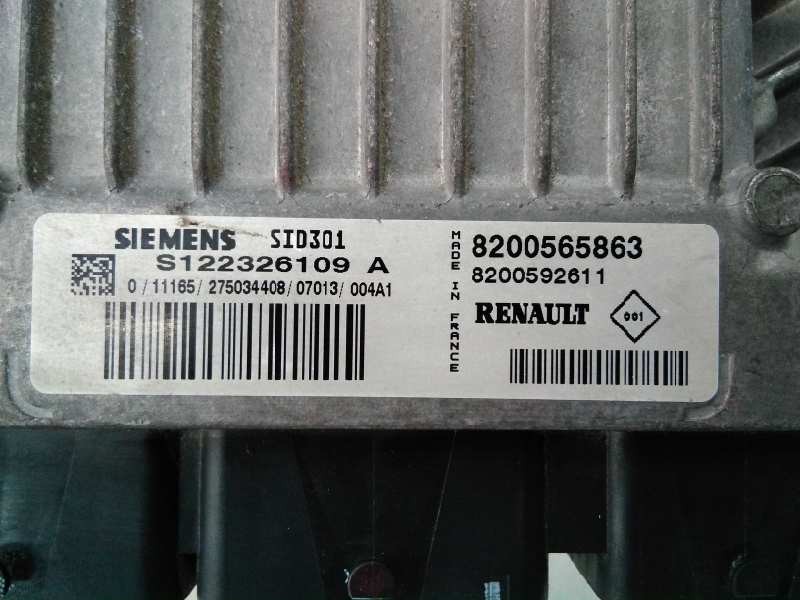 SIEMENS SID301
S122326109 A
0/11165/275034408/07013/004A1
MADE IN FRANCE
8200565863
8200592611
RENAULT
001